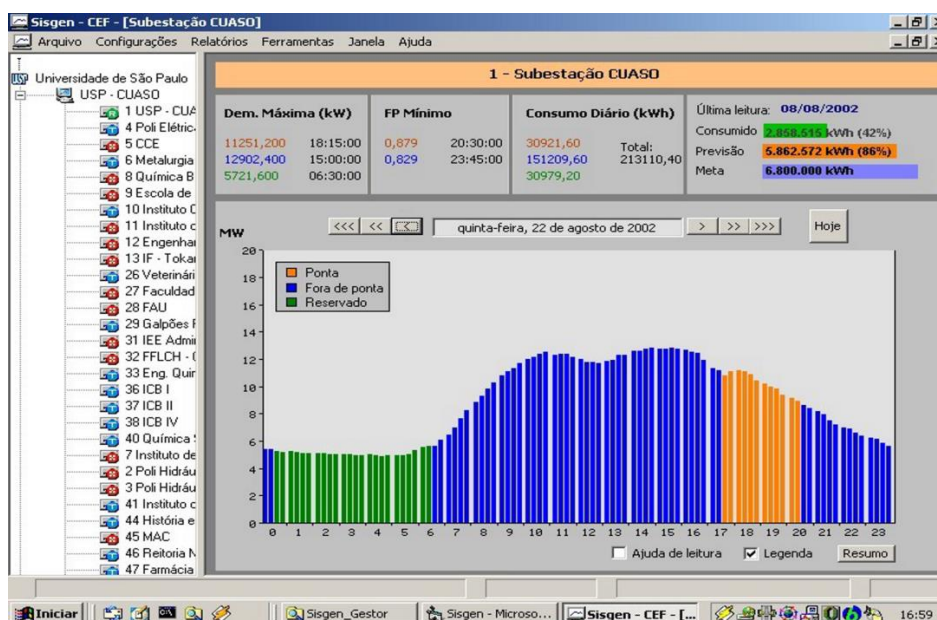 Sisgen - CEF - [Subestação CUASO]
Arquivo Configurações Relatórios Ferramentas Janela Ajuda
Universidade de São Paulo
USP - CUASO
1 USP - CUA
4 Poli Elétric
5 CCE
6 Metalurgia
8 Química B
9 Escola de
10 Instituto
11 Instituto
12 Engenhar
13 IF - Tokar
26 Veterinári
27 Faculdad
28 FAU
29 Galpões
31 IEE Admi
32 FFLCH -
33 Eng. Quír
36 ICB I
37 ICB II
38 ICB IV
40 Química
7 Instituto de
2 Poli Hidráu
3 Poli Hidráu
41 Instituto
44 História e
45 MAC
46 Reitoria N
47 Farmácia
1 - Subestação CUASO
Dem. Máxima (kW)
11251,200 18:15:00
12902,400 15:00:00
5721,600 06:30:00
FP Mínimo
0,879 20:30:00
0,829 23:45:00
Consumo Diário (kWh)
30921,60
151209,60
30979,20
Total:
213110,40
Última leitura: 08/08/2002
Consumido 2.858.515 kWh (42%)
Previsão 5.862.572 kWh (86%)
Meta 6.800.000 kWh
<<< << < quinta-feira, 22 de agosto de 2002 > >> >>> Hoje
MW
Ponta
Fora de ponta
Reservado
20
18
16
14
12
10
8
6
4
2
0
0 1 2 3 4 5 6 7 8 9 10 11 12 13 14 15 16 17 18 19 20 21 22 23
Ajuda de leitura Legenda Resumo
Iniciar Sisgen_Gestor Sisgen - Microso... Sisgen - CEF - [... 16:59